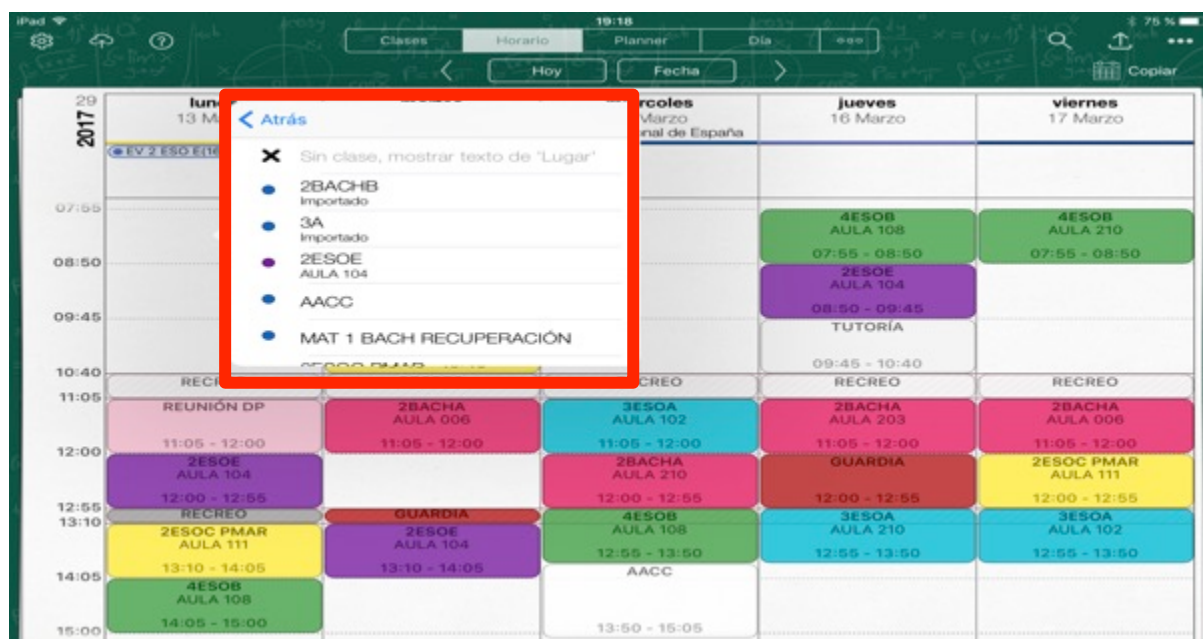 iPad
19:18
75 %
Clases Horario Planner Día
Hoy Fecha
Copiar
29
2017
13 M
Marzo
nal de España
jueves
16 Marzo
viernes
17 Marzo
EV 2 ESO E(16
Atrás
Sin clase, mostrar texto de 'Lugar'
2BACHB
Importado
3A
Importado
2ESOE
AULA 104
AACC
MAT 1 BACH RECUPERACIÓN
07:55
08:50
09:45
10:40
11:05
12:00
12:55
13:10
14:05
15:00
REUNIÓN DP
11:05 - 12:00
2ESOE
AULA 104
12:00 - 12:55
RECREO
2ESOC PMAR
AULA 111
13:10 - 14:05
4ESOB
AULA 108
14:05 - 15:00
2BACHA
AULA 006
11:05 - 12:00
GUARDIA
2ESOE
AULA 104
13:10 - 14:05
CREO
3ESOA
AULA 102
11:05 - 12:00
2BACHA
AULA 210
12:00 - 12:55
4ESOB
AULA 108
12:55 - 13:50
AACC
13:50 - 15:05
4ESOB
AULA 108
07:55 - 08:50
2ESOE
AULA 104
08:50 - 09:45
TUTORÍA
09:45 - 10:40
RECREO
2BACHA
AULA 203
11:05 - 12:00
GUARDIA
12:00 - 12:55
3ESOA
AULA 210
12:55 - 13:50
4ESOB
AULA 210
07:55 - 08:50
RECREO
2BACHA
AULA 006
11:05 - 12:00
2ESOC PMAR
AULA 111
12:00 - 12:55
3ESOA
AULA 102
12:55 - 13:50